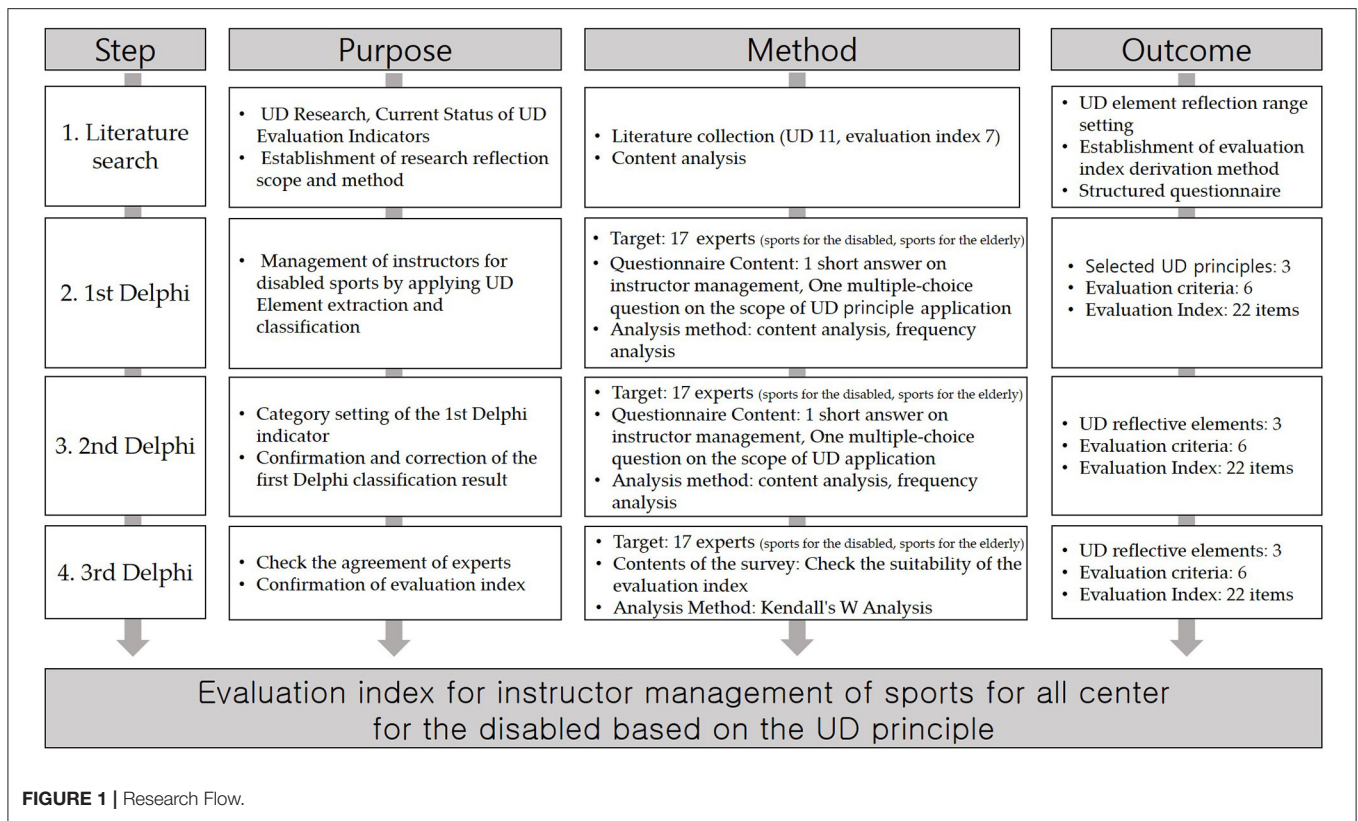 Step
Purpose
Method
Outcome
1. Literature
search
• UD Research, Current Status of UD
Evaluation Indicators
• Establishment of research reflection
scope and method
• Literature collection (UD 11, evaluation index 7)
• Content analysis
• UD element reflection range
setting
• Establishment of evaluation
index derivation method
• Structured questionnaire
2. 1st Delphi
• Management of instructors for
disabled sports by applying UD
Element extraction and
classification
• Target: 17 experts (sports for the disabled, sports for the elderly)
• Questionnaire Content: 1 short answer on
instructor management, One multiple-choice
question on the scope of UD principle application
• Analysis method: content analysis, frequency
analysis
• Selected UD principles: 3
• Evaluation criteria: 6
• Evaluation Index: 22 items
3. 2nd Delphi
• Category setting of the 1st Delphi
indicator
• Confirmation and correction of the
first Delphi classification result
• Target: 17 experts (sports for the disabled, sports for the elderly)
• Questionnaire Content: 1 short answer on
instructor management, One multiple-choice
question on the scope of UD application
• Analysis method: content analysis, frequency
analysis
• UD reflective elements: 3
• Evaluation criteria: 6
• Evaluation Index: 22 items
4. 3rd Delphi
• Check the agreement of experts
• Confirmation of evaluation index
• Target: 17 experts (sports for the disabled, sports for the elderly)
• Contents of the survey: Check the suitability of the
evaluation index
• Analysis Method: Kendall's W Analysis
• UD reflective elements: 3
• Evaluation criteria: 6
• Evaluation Index: 22 items
Evaluation index for instructor management of sports for all center
for the disabled based on the UD principle
FIGURE 1 | Research Flow.